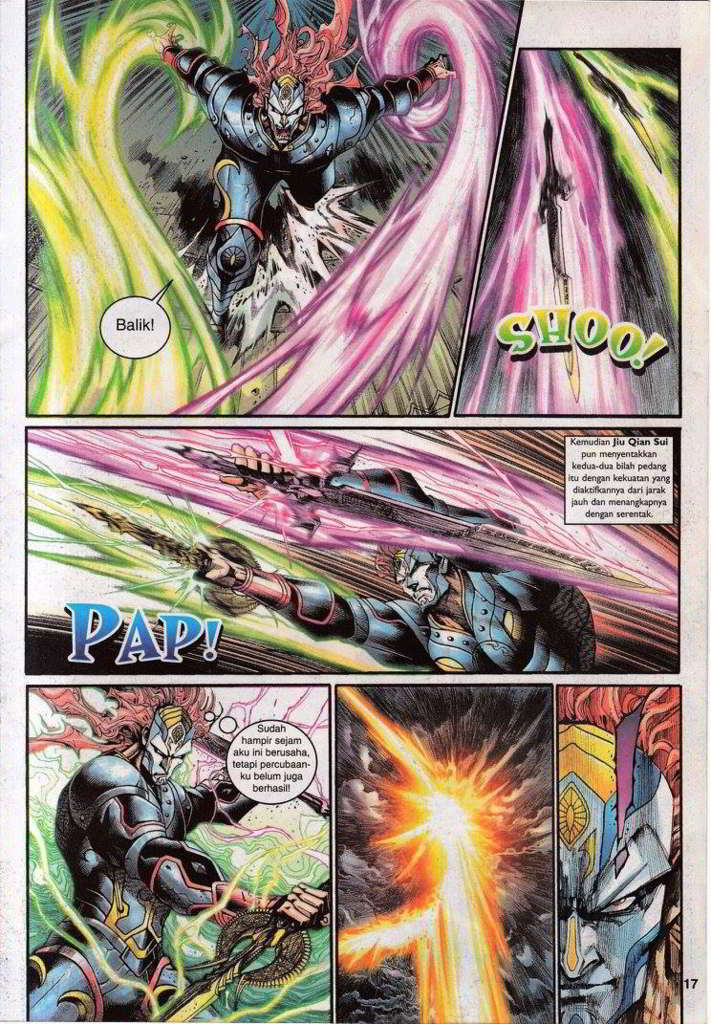 Balik!
SHOO!
Kemudian Jiu Qian Sui
pun menyentakkan
kedua-dua bilah pedang
itu dengan kekuatan yang
diaktifkannya dari jarak
jauh dan menangkapnya
dengan serentak.
PAP!
Sudah
hampir sejam
aku ini berusaha,
tetapi percubaan-
ku belum juga
berhasil!
17